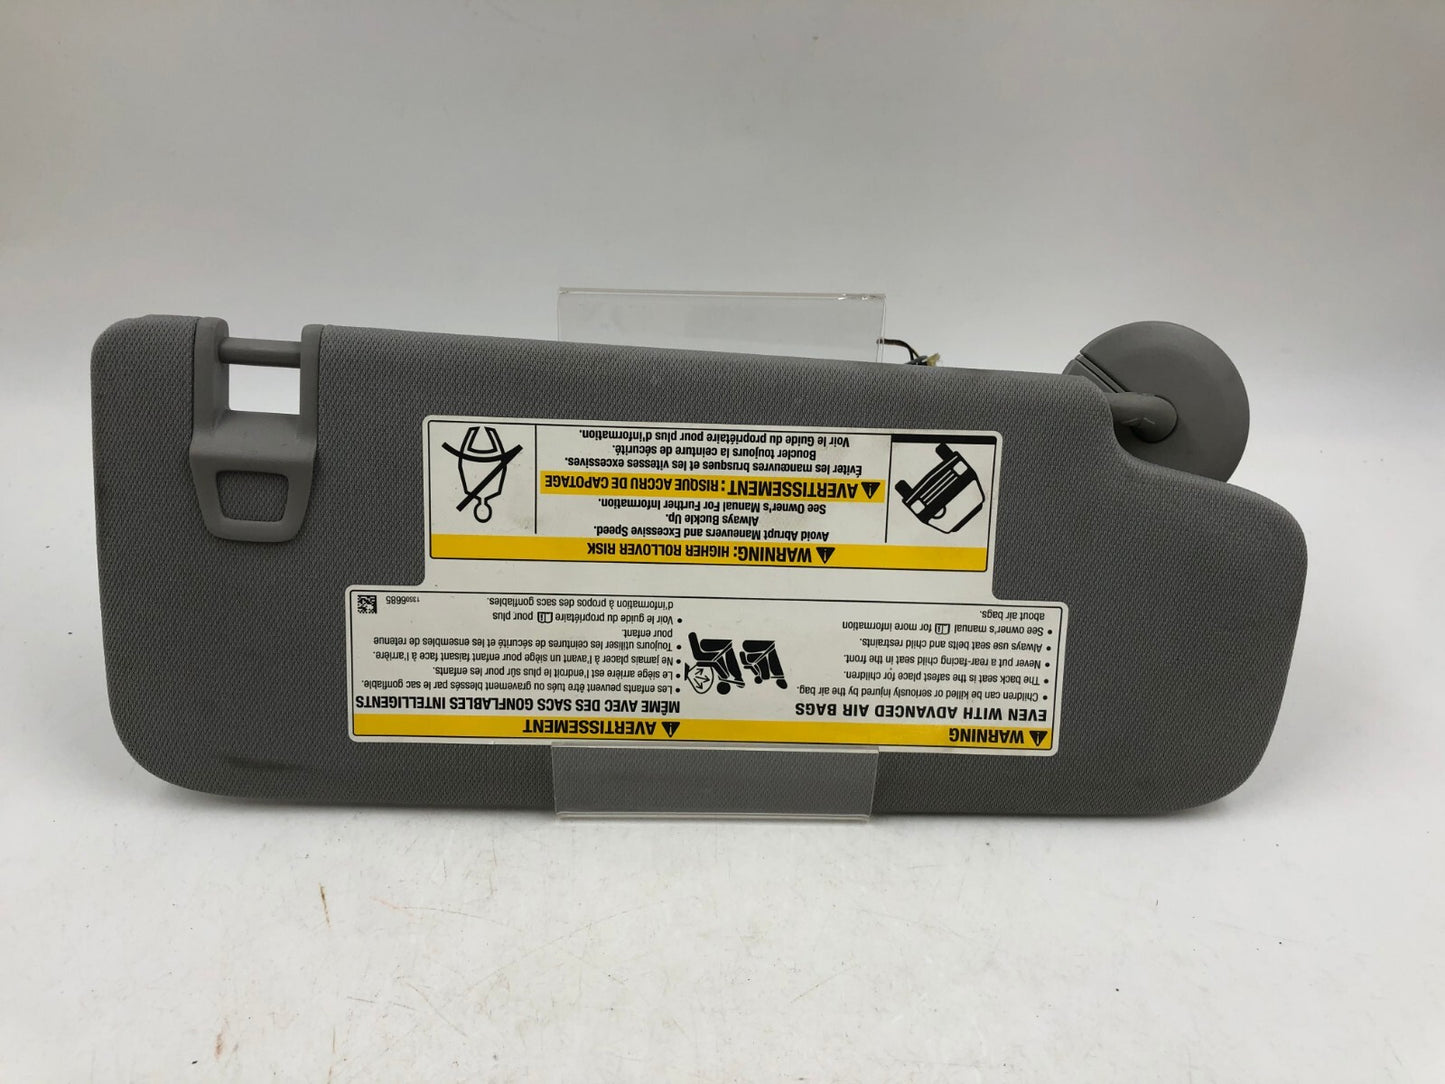 WARNING
EVEN WITH ADVANCED AIR BAGS
• Children can be killed or seriously injured by the air bag.
• The back seat is the safest place for children.
• Never put a rear-facing child seat in the front.
• Always use seat belts and child restraints.
• See owner's manual for more information
about air bags.
AVERTISSEMENT
MÊME AVEC DES SACS GONFLABLES INTELLIGENTS
• Les enfants peuvent être tués ou gravement blessés par le sac gonflable.
• Le siège arrière est l'endroit le plus sûr pour les enfants.
• Ne jamais placer à l'avant un siège pour enfant faisant face à l'arrière.
• Toujours utiliser les ceintures de sécurité et les ensembles de retenue
pour enfant.
• Voir le guide du propriétaire pour plus
d'information à propos des sacs gonflables.
WARNING: HIGHER ROLLOVER RISK
Avoid Abrupt Maneuvers and Excessive Speed.
Always Buckle Up.
See Owner's Manual For Further Information.
AVERTISSEMENT : RISQUE ACCRU DE CAPOTAGE
Éviter les maneuvres brusques et les vitesses excessives.
Boucler toujours la ceinture de sécurité.
Voir le Guide du propriétaire pour plus d'information.